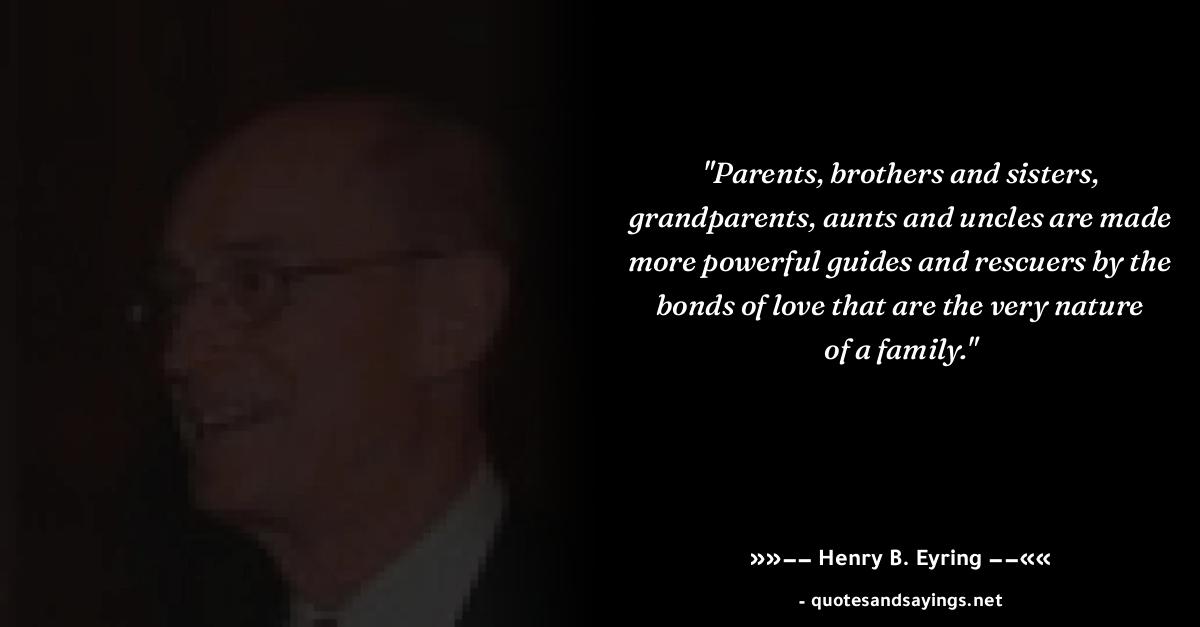 "Parents, brothers and sisters,
grandparents, aunts and uncles are made
more powerful guides and rescuers by the
bonds of love that are the very nature
of a family."
»»–– Henry B. Eyring ––««
- quotesandsayings.net